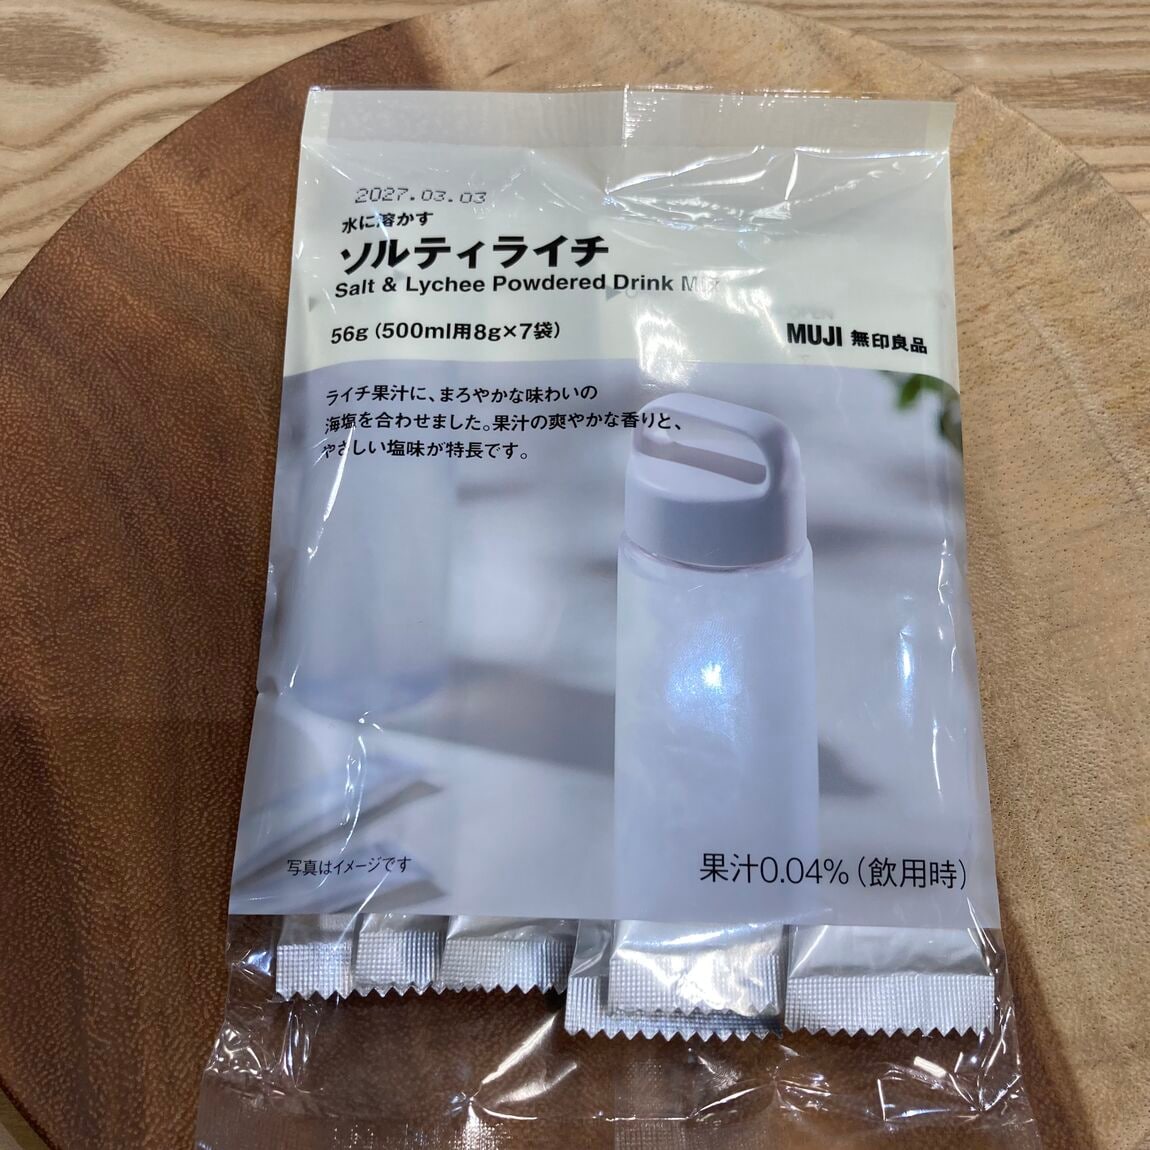 2027.03.03
水に溶かす
ソルティライチ
Salt & Lychee Powdered Drink Mix
56g(500ml用8g×7袋)
OPEN
MUJI 無印良品
ライチ果汁に、まろやかな味わいの
海塩を合わせました。果汁の爽やかな香りと、
やさしい塩味が特長です。
写真はイメージです
果汁0.04%(飲用時)